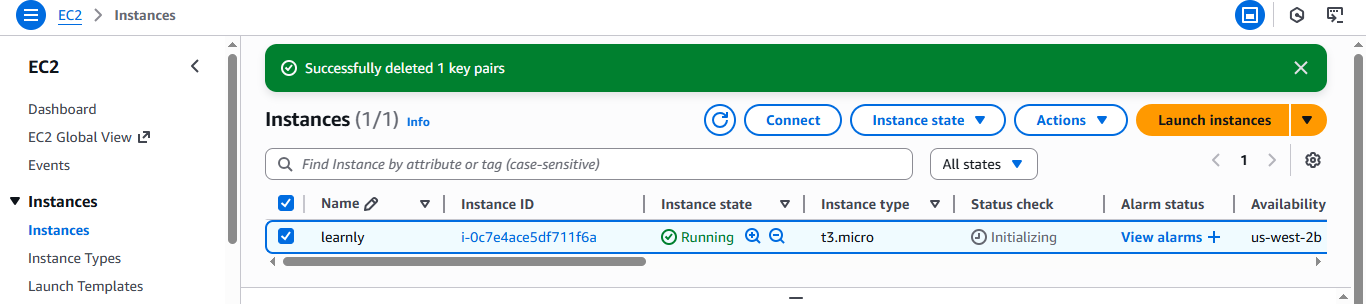 EC2 Instances
EC2
Dashboard
EC2 Global View
Events
Instances
Instances
Instance Types
Launch Templates
Successfully deleted 1 key pairs
Instances (1/1) Info Connect Instance state Actions Launch instances
Find Instance by attribute or tag (case-sensitive) All states 1
Name Instance ID Instance state Instance type Status check Alarm status Availability
learnly i-0c7e4ace5df711f6a Running t3.micro Initializing View alarms + us-west-2b